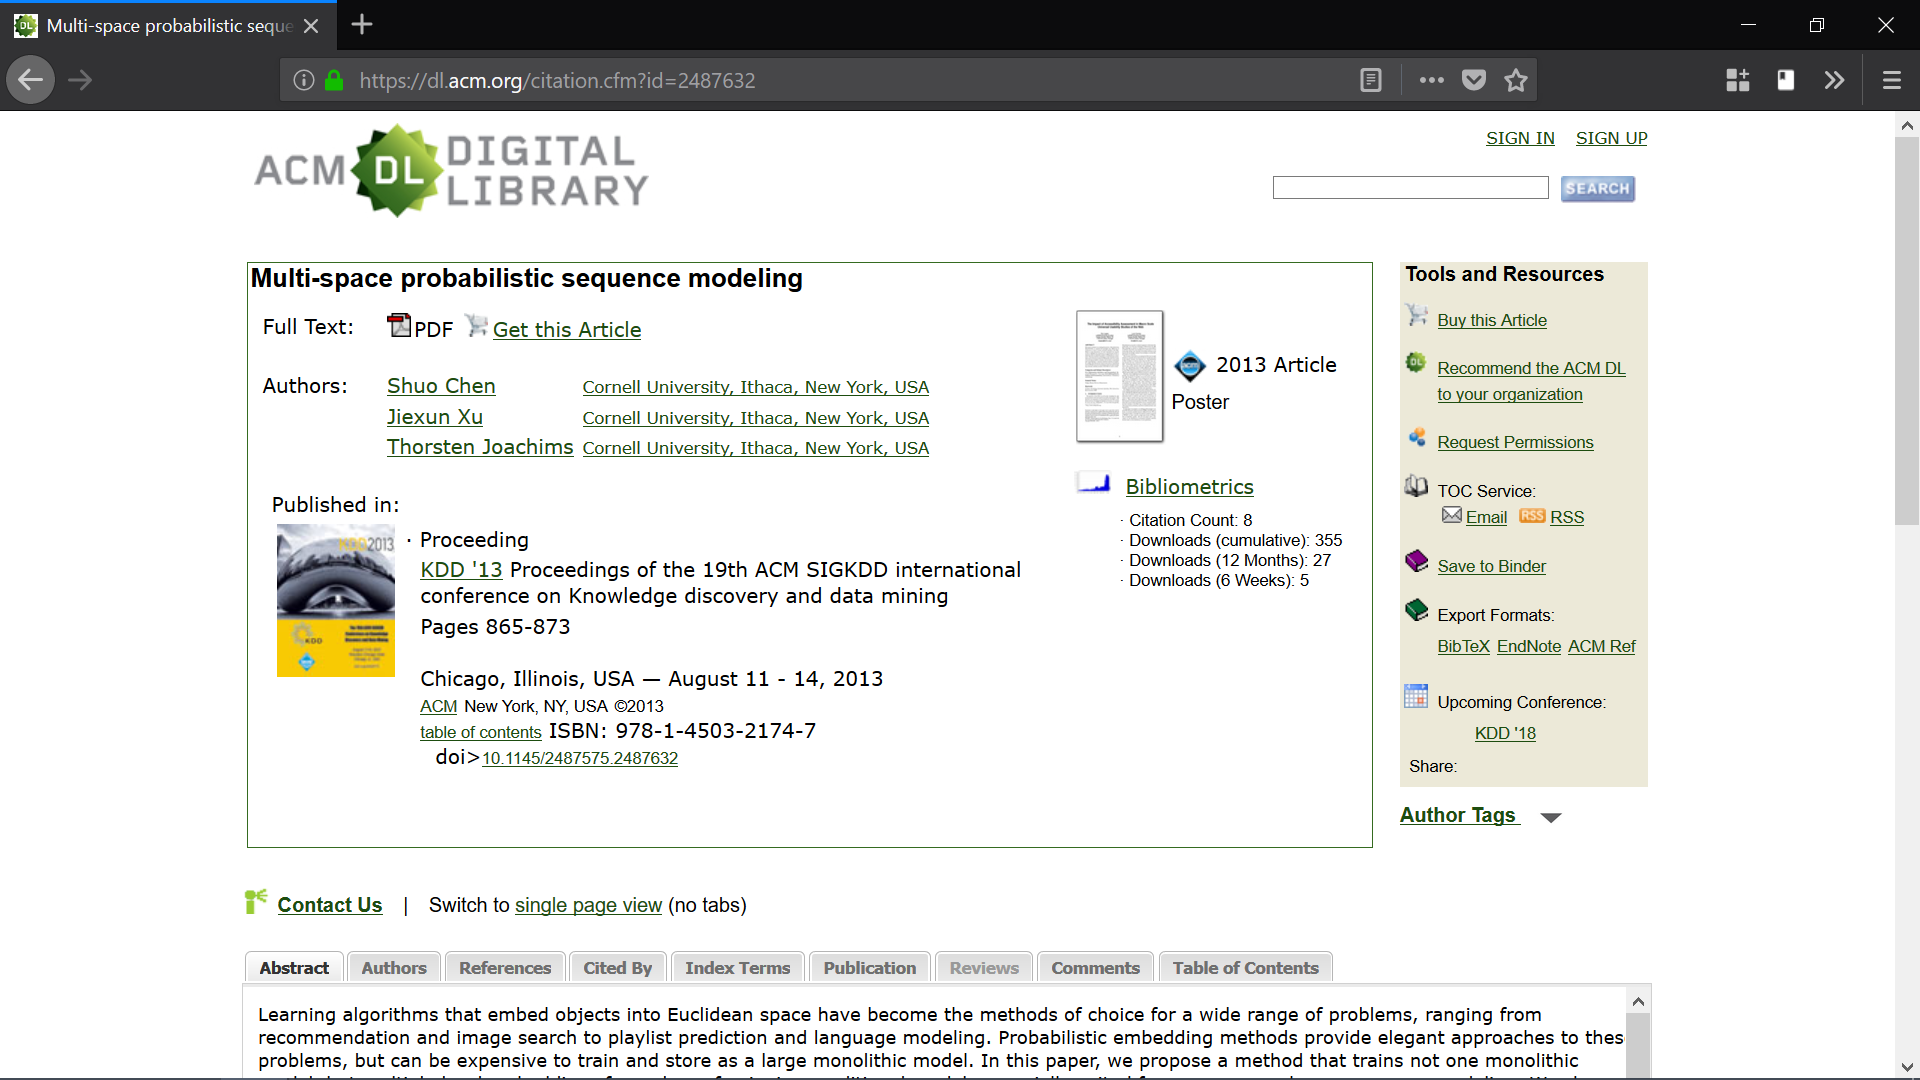 Multi-space probabilistic seque
https://dl.acm.org/citation.cfm?id=2487632
ACM DL DIGITAL LIBRARY
SIGN IN SIGN UP
SEARCH
Multi-space probabilistic sequence modeling
Full Text: PDF Get this Article
Authors: Shuo Chen Cornell University, Ithaca, New York, USA
Jiexun Xu Cornell University, Ithaca, New York, USA
Thorsten Joachims Cornell University, Ithaca, New York, USA
2013 Article
Poster
Bibliometrics
· Citation Count: 8
· Downloads (cumulative): 355
· Downloads (12 Months): 27
· Downloads (6 Weeks): 5
Published in:
KDD2013
KDD
· Proceeding
KDD '13 Proceedings of the 19th ACM SIGKDD international
conference on Knowledge discovery and data mining
Pages 865-873
Chicago, Illinois, USA — August 11 - 14, 2013
ACM New York, NY, USA ©2013
table of contents ISBN: 978-1-4503-2174-7
doi>10.1145/2487575.2487632
Tools and Resources
Buy this Article
Recommend the ACM DL
to your organization
Request Permissions
TOC Service:
Email RSS RSS
Save to Binder
Export Formats:
BibTeX EndNote ACM Ref
Upcoming Conference:
KDD '18
Share:
Author Tags
Contact Us | Switch to single page view (no tabs)
Abstract Authors References Cited By Index Terms Publication Reviews Comments Table of Contents
Learning algorithms that embed objects into Euclidean space have become the methods of choice for a wide range of problems, ranging from
recommendation and image search to playlist prediction and language modeling. Probabilistic embedding methods provide elegant approaches to thes
problems, but can be expensive to train and store as a large monolithic model. In this paper, we propose a method that trains not one monolithic